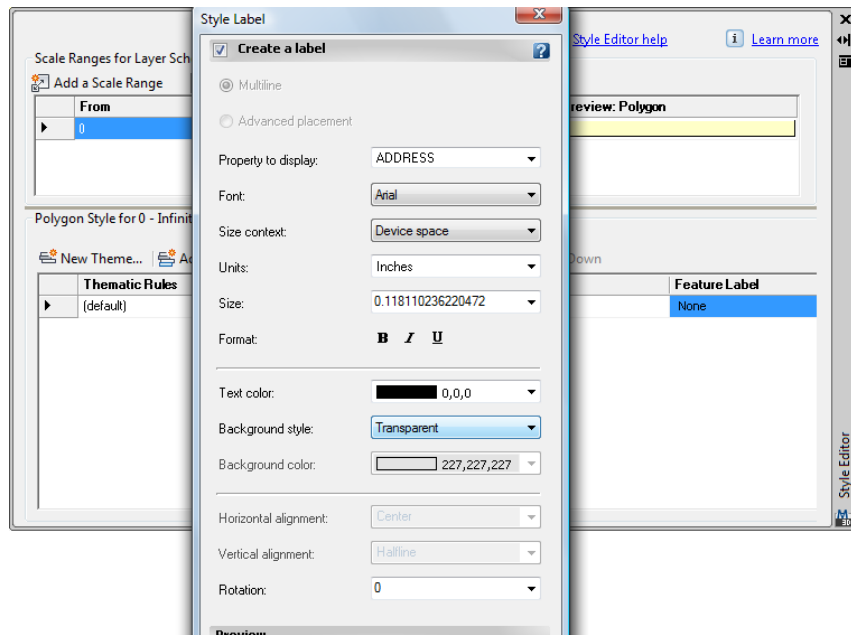 Style Label
Create a label
Style Editor help
Learn more
Scale Ranges for Layer Sch
Add a Scale Range
From
review: Polygon
0
Multiline
Advanced placement
Property to display: ADDRESS
Font: Arial
Size context: Device space
Units: Inches
Size: 0.118110236220472
Format: B I U
Polygon Style for 0 - Infinit
New Theme...
Down
Thematic Rules
Feature Label
(default)
None
Text color: 0,0,0
Background style: Transparent
Background color: 227,227,227
Horizontal alignment: Center
Vertical alignment: Halfline
Rotation: 0
Preview
Style Editor